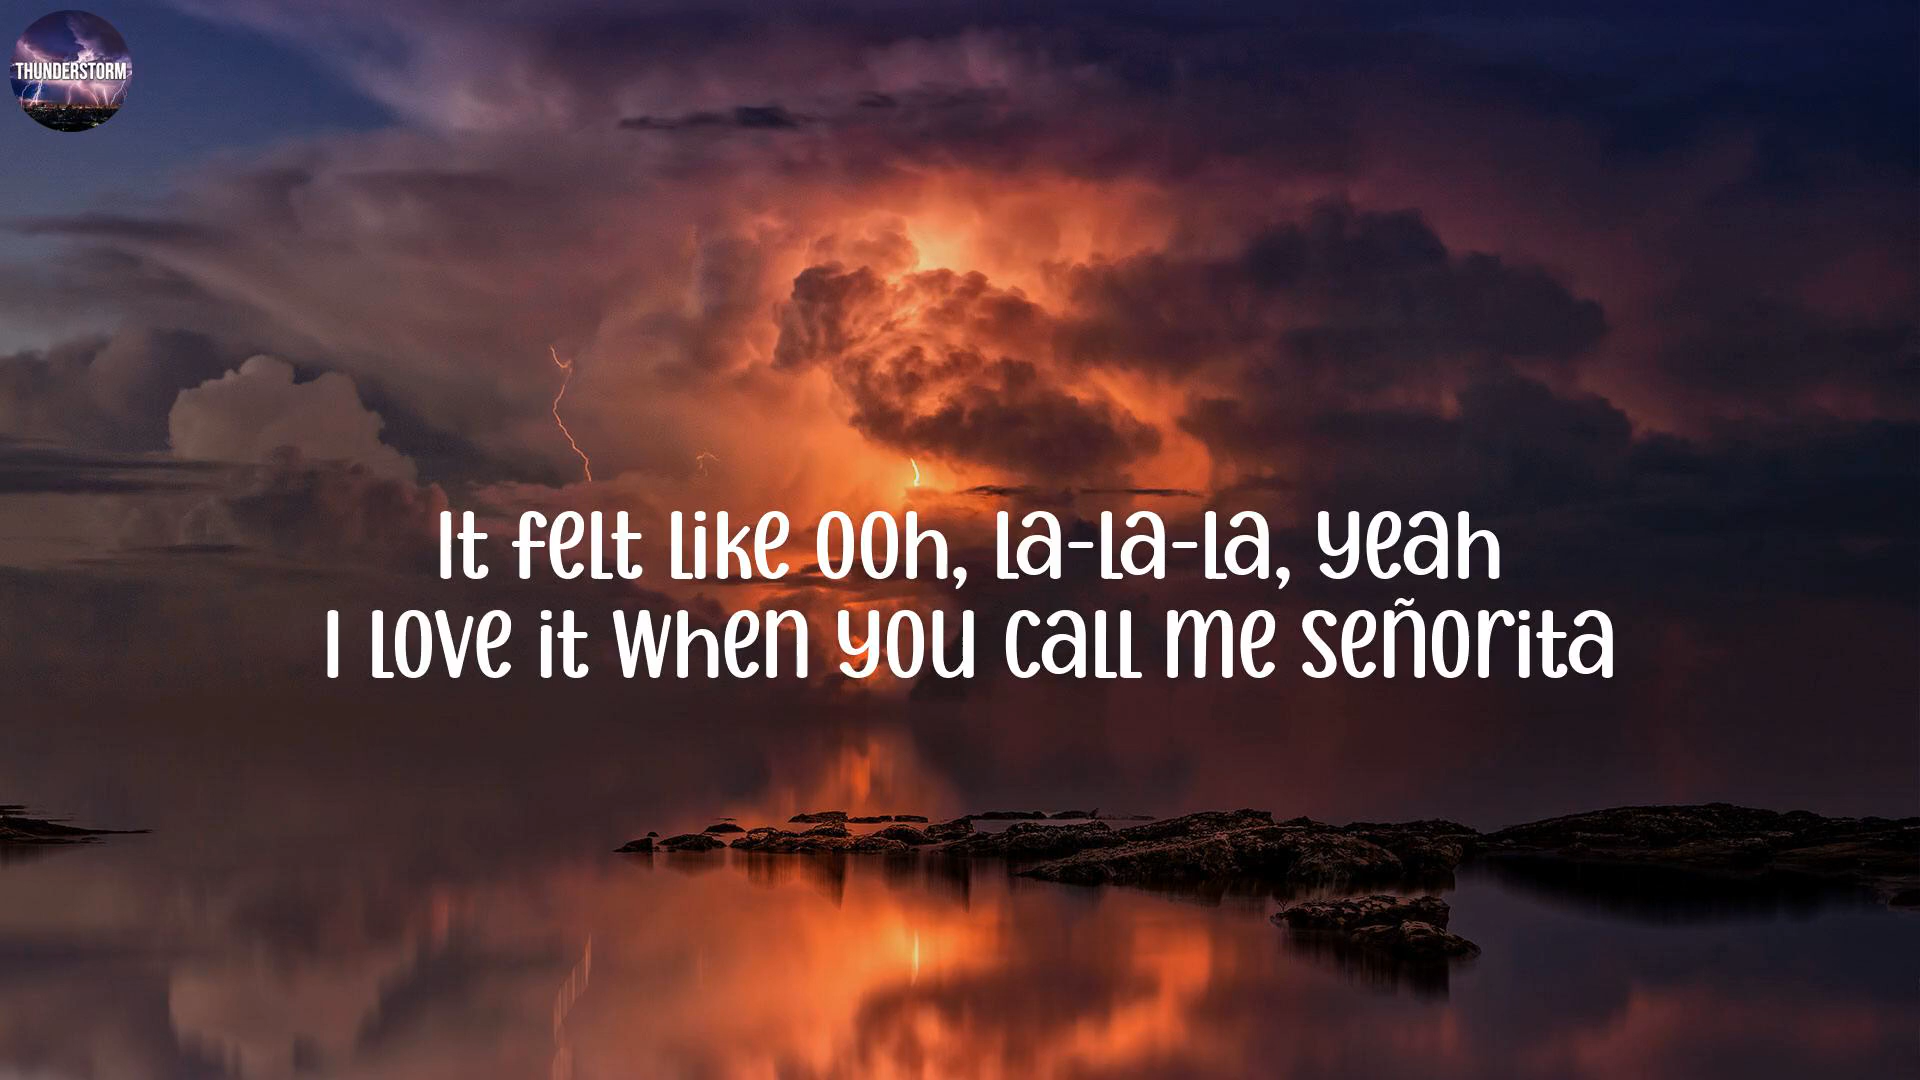 THUNDERSTORM
It felt like ooh, la-la-la, yeah
I love it when you call me señorita